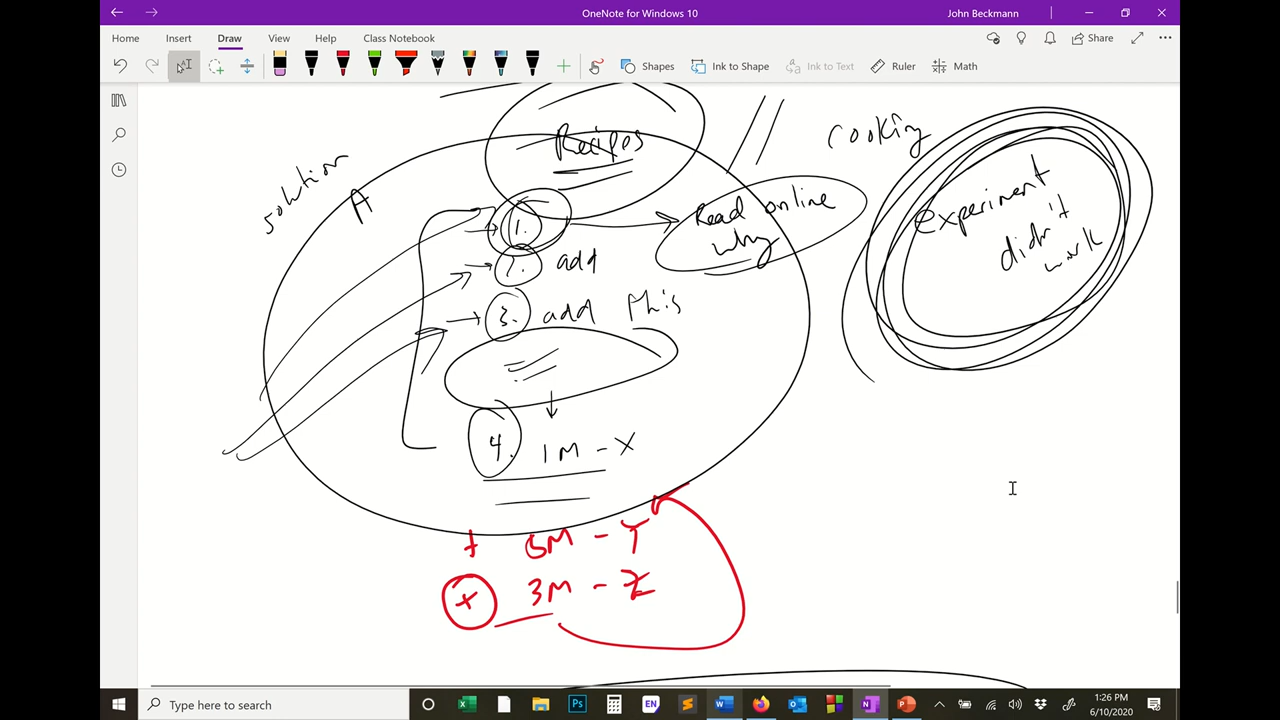 OneNote for Windows 10
John Beckmann
Home
Insert
Draw
View
Help
Class Notebook
Share
Shapes
Ink to Shape
Ink to Text
Ruler
Math
Recipes
cooking
solution
A
experiment
didn't
work
Read online
why
1.
2. add
3. add this
4. 1M - X
+ 6M - Y
+ 3M - Z
Type here to search
EN
1:26 PM
6/10/2020